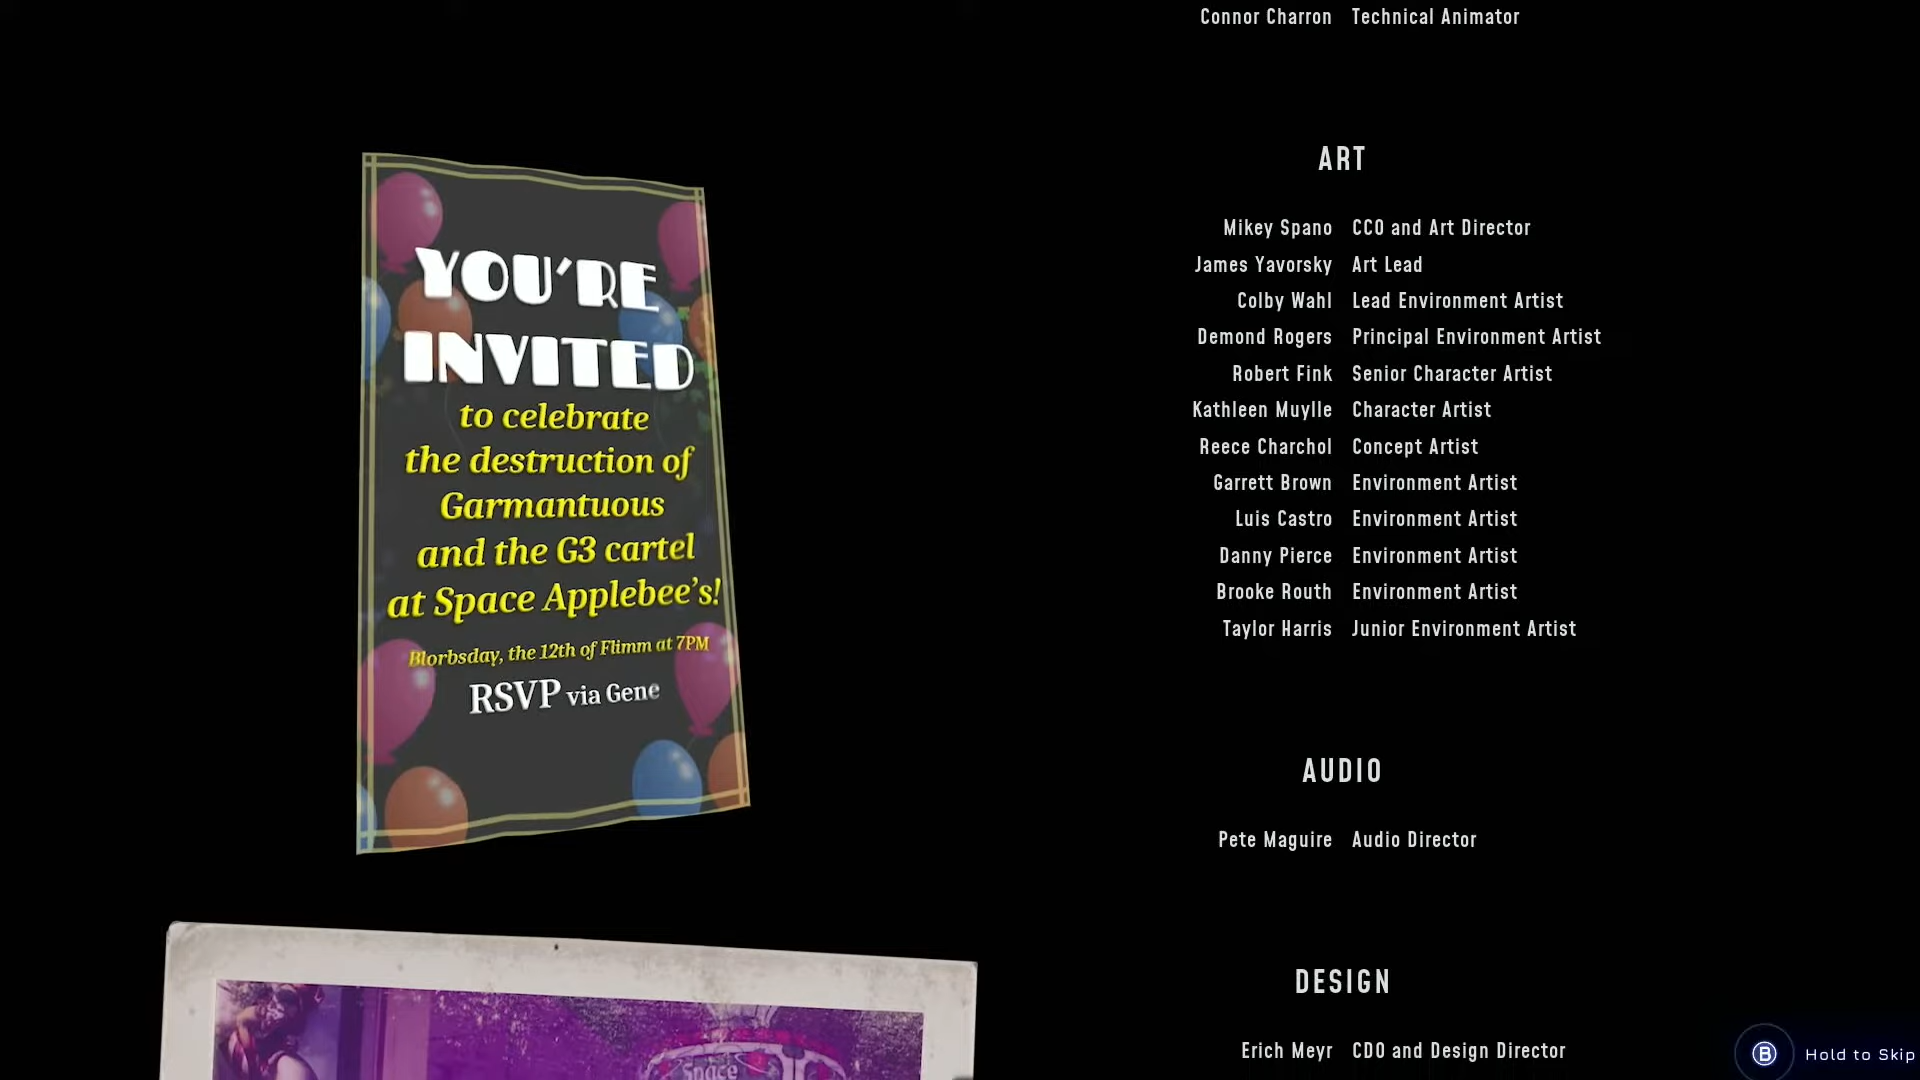 Connor Charron Technical Animator
YOU'RE
INVITED
to celebrate
the destruction of
Garmantuous
and the G3 cartel
at Space Applebee's!
Blorbsday, the 12th of Flimm at 7PM
RSVP via Gene
Space
ART
Mikey Spano CCO and Art Director
James Yavorsky Art Lead
Colby Wahl Lead Environment Artist
Demond Rogers Principal Environment Artist
Robert Fink Senior Character Artist
Kathleen Muylle Character Artist
Reece Charchol Concept Artist
Garrett Brown Environment Artist
Luis Castro Environment Artist
Danny Pierce Environment Artist
Brooke Routh Environment Artist
Taylor Harris Junior Environment Artist
AUDIO
Pete Maguire Audio Director
DESIGN
Erich Meyr CDO and Design Director
B Hold to Skip